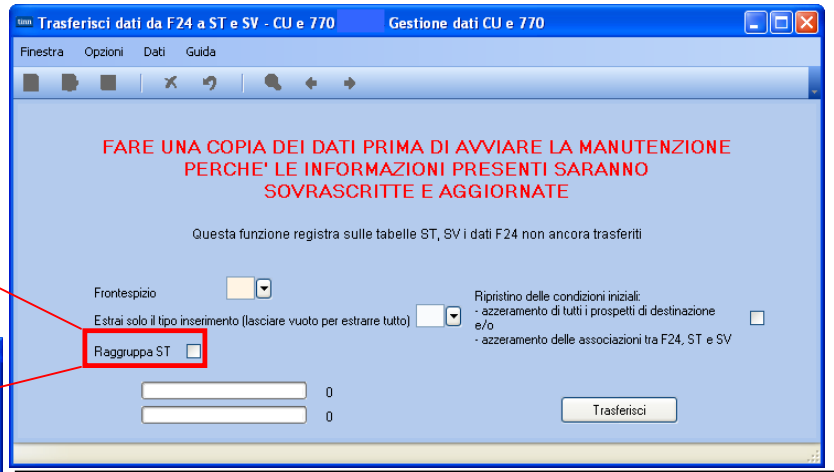 tinn Trasferisci dati da F24 a ST e SV - CU e 770 Gestione dati CU e 770
Finestra Opzioni Dati Guida
FARE UNA COPIA DEI DATI PRIMA DI AVVIARE LA MANUTENZIONE
PERCHE' LE INFORMAZIONI PRESENTI SARANNO
SOVRASCRITTE E AGGIORNATE
Questa funzione registra sulle tabelle ST, SV i dati F24 non ancora trasferiti
Frontespizio
Estrai solo il tipo inserimento (lasciare vuoto per estrarre tutto)
Raggruppa ST
Ripristino delle condizioni iniziali:
- azzeramento di tutti i prospetti di destinazione
e/o
- azzeramento delle associazioni tra F24, ST e SV
0
0
Trasferisci